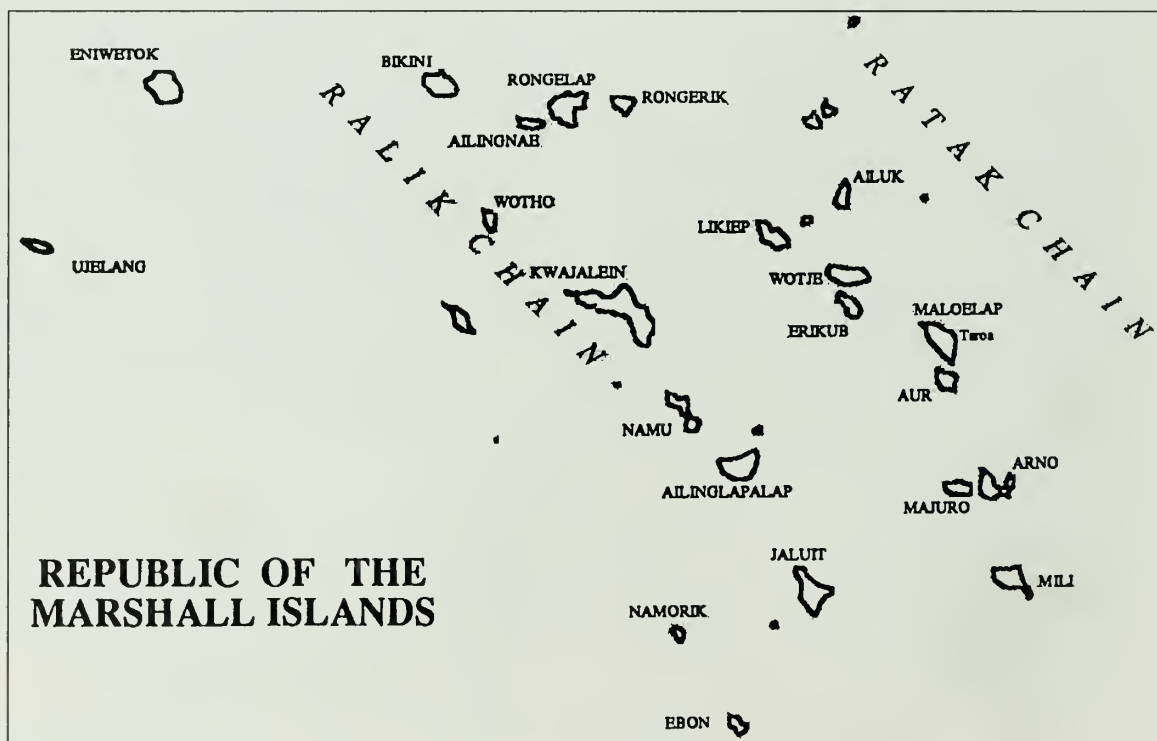 ENIWETOK
BIKINI
RONGELAP
RONGERIK
AILINGNAE
RALIK CHAIN
RATAK CHAIN
WOTHO
AILUK
LIKIEP
UJELANG
KWAJALEIN
WOTJE
ERIKUB
MALOELAP
Taroa
AUR
NAMU
AILINGLAPALAP
ARNO
MAJURO
JALUIT
MILI
NAMORIK
EBON
REPUBLIC OF THE
MARSHALL ISLANDS